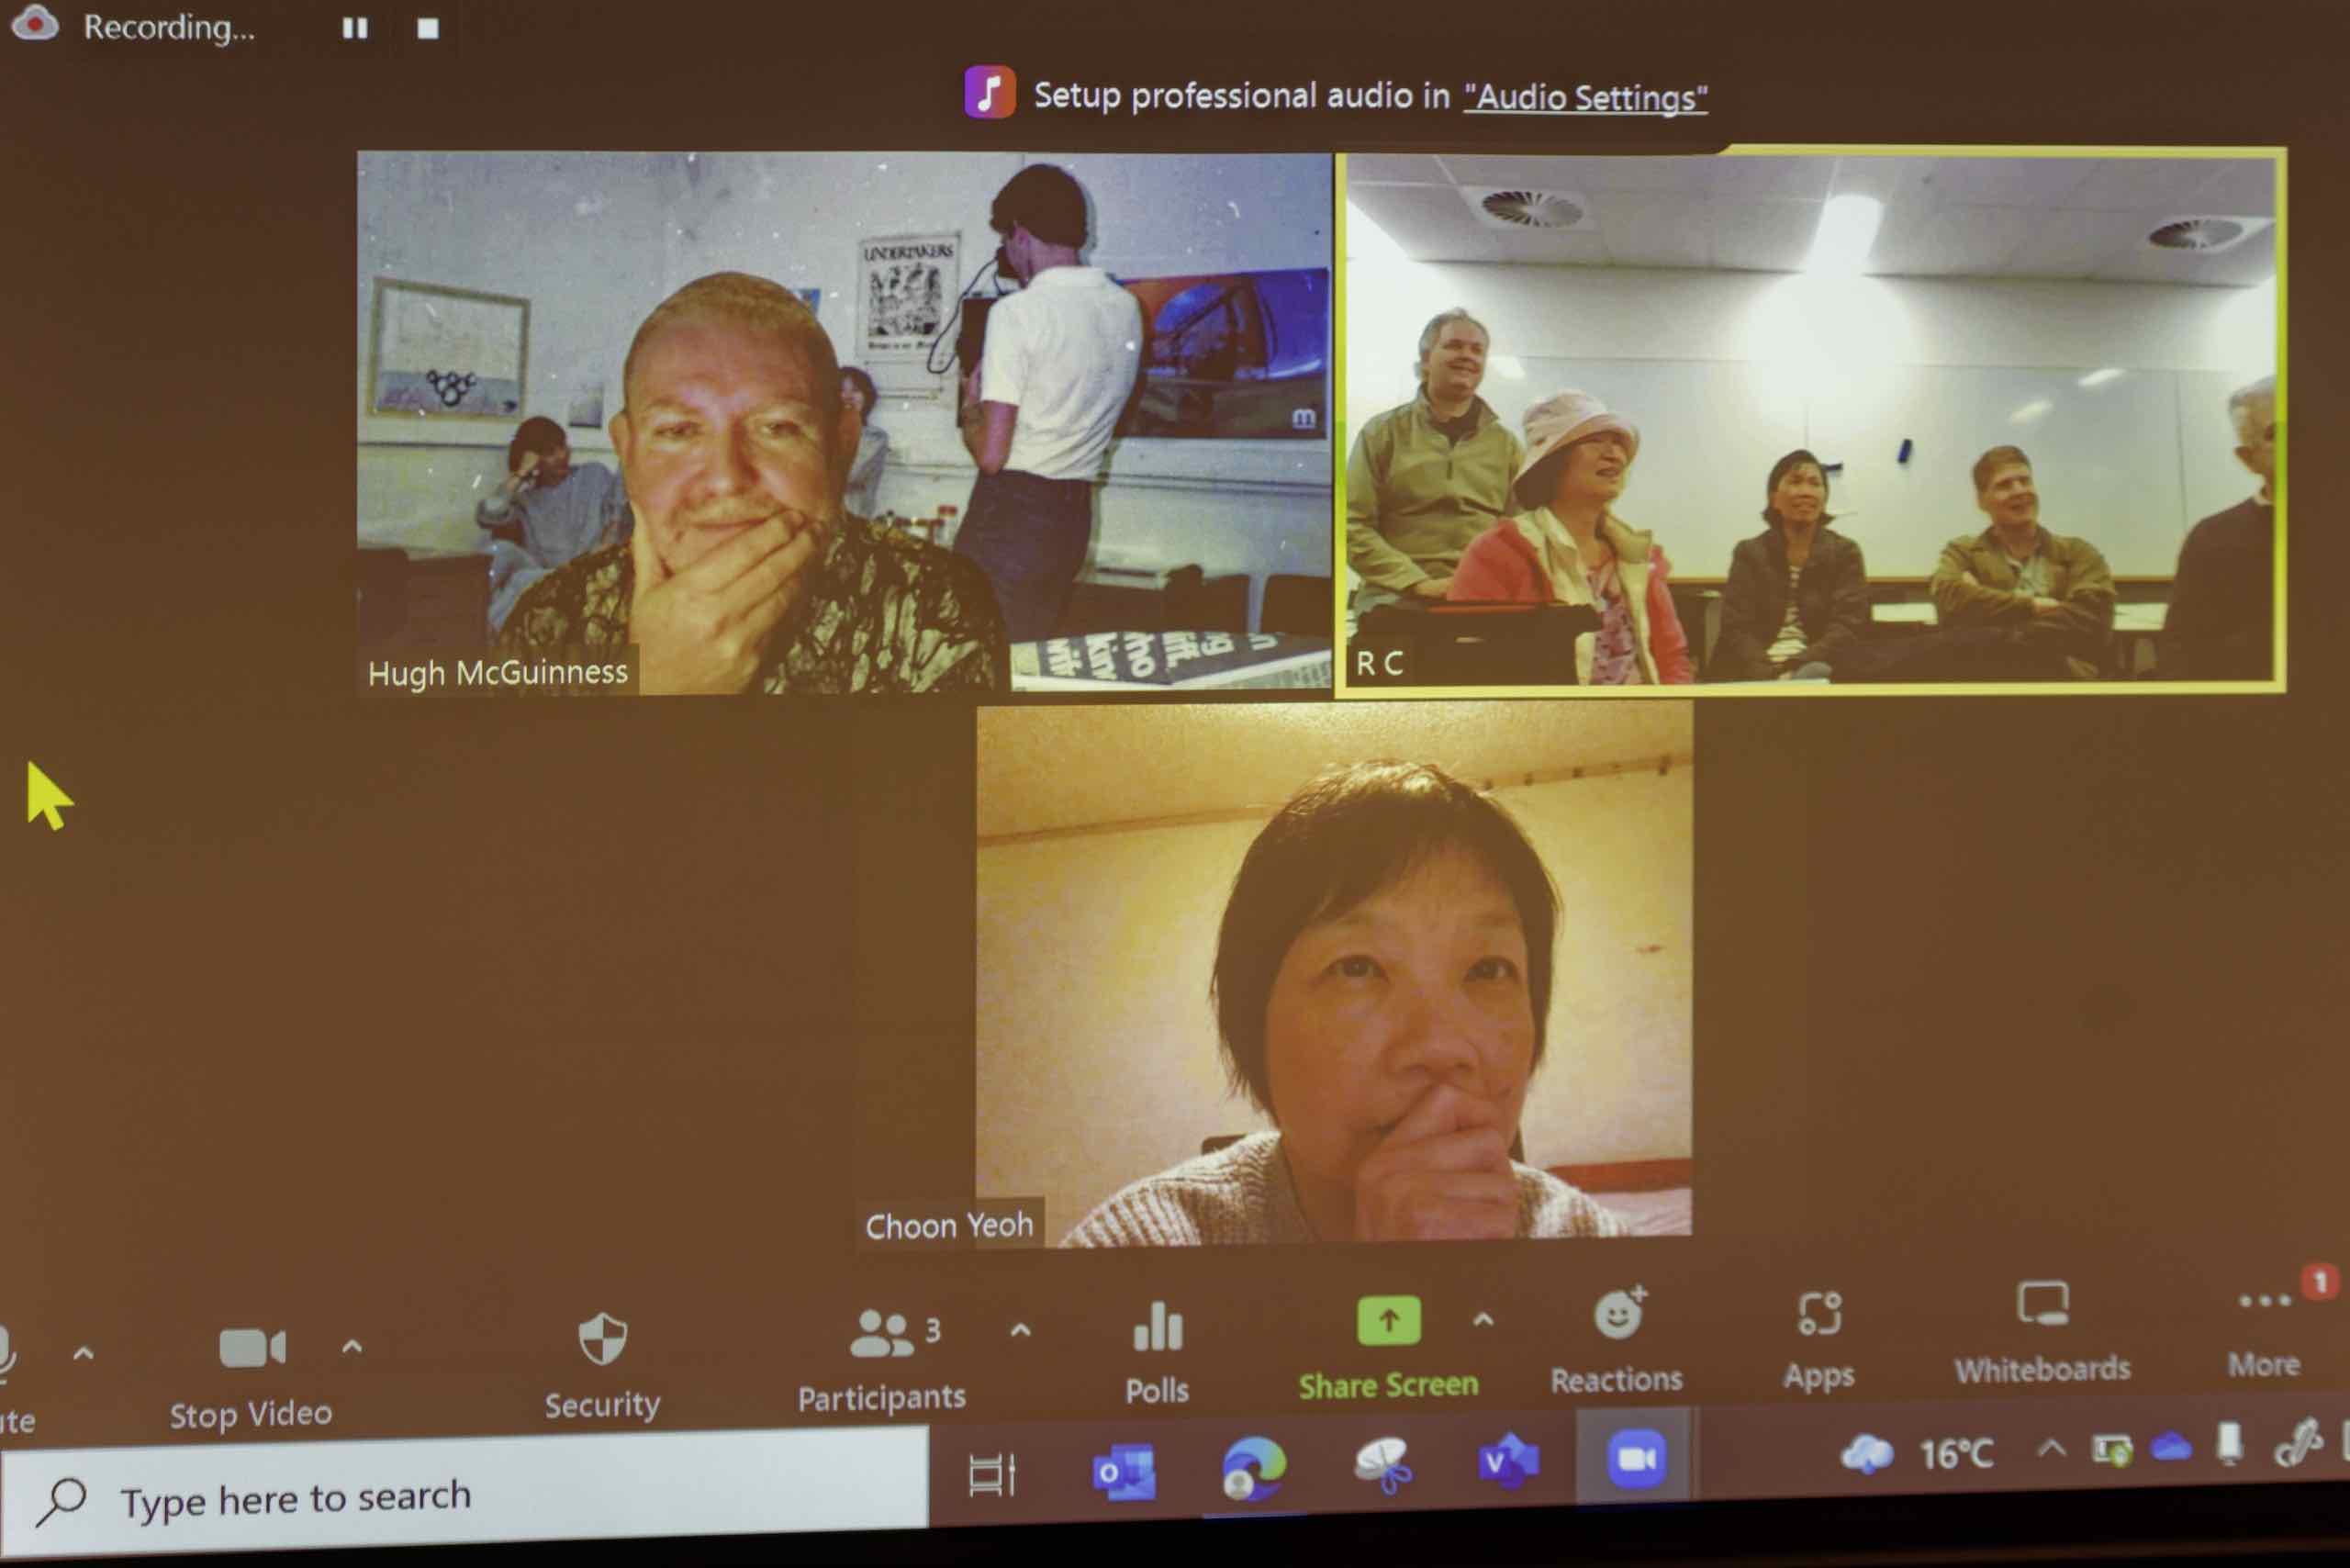 Recording...
Setup professional audio in "Audio Settings"
UNDERTAKERS
m
Hugh McGuinness
R C
Choon Yeoh
ute
Stop Video
Security
3
Participants
Polls
Share Screen
Reactions
Apps
Whiteboards
1
More
Type here to search
16°C